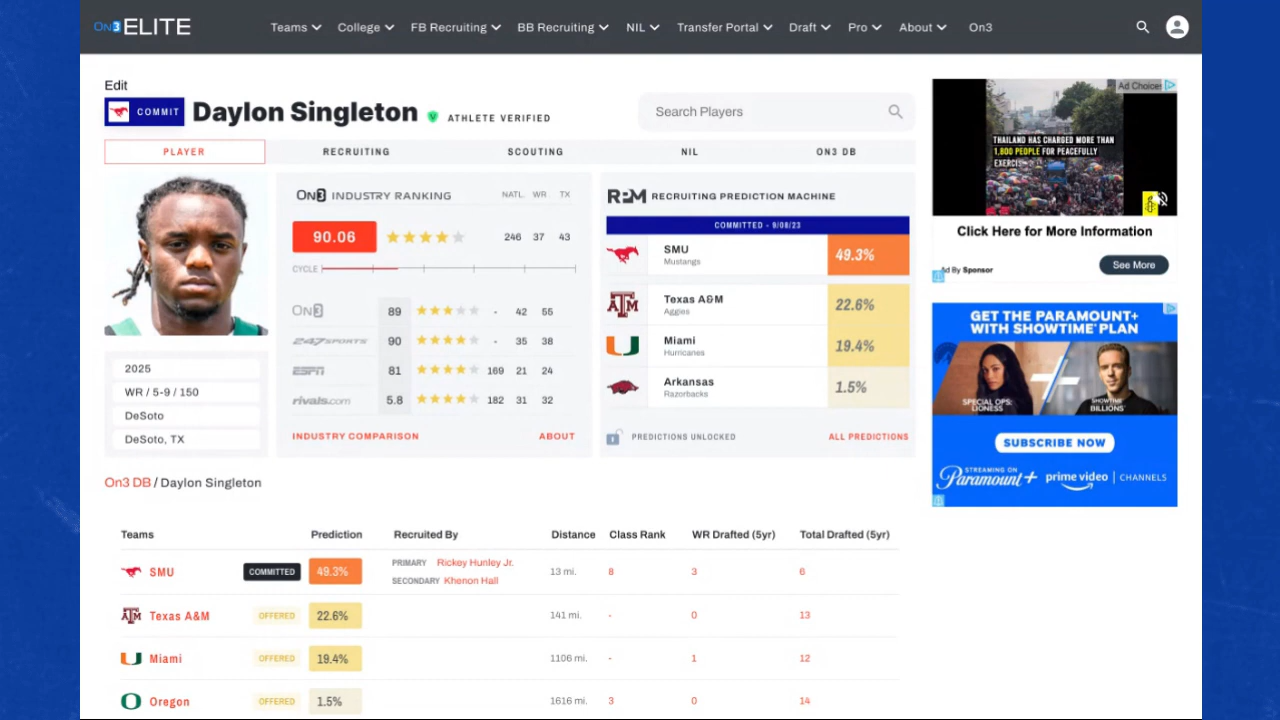 On3 ELITE Teams College FB Recruiting BB Recruiting NIL Transfer Portal Draft Pro About On3
Edit
COMMIT Daylon Singleton ATHLETE VERIFIED
Search Players
PLAYER RECRUITING SCOUTING NIL ON3 DB
On3 INDUSTRY RANKING NATL. WR TX
90.06 246 37 43
CYCLE
On3 89 - 42 55
247SPORTS 90 - 35 38
ESPN 81 169 21 24
rivals.com 5.8 182 31 32
INDUSTRY COMPARISON ABOUT
2025
WR / 5-9 / 150
DeSoto
DeSoto, TX
RPM RECRUITING PREDICTION MACHINE
COMMITTED - 9/08/23
SMU 49.3%
Mustangs
Texas A&M 22.6%
Aggies
Miami 19.4%
Hurricanes
Arkansas 1.5%
Razorbacks
PREDICTIONS UNLOCKED ALL PREDICTIONS
Ad Choices
THAILAND HAS CHARGED MORE THAN
1,800 PEOPLE FOR PEACEFULLY
EXERCI
Click Here for More Information
Ad By Sponsor See More
GET THE PARAMOUNT+
WITH SHOWTIME PLAN
SPECIAL OPS:
LIONESS
SHOWTIME
BILLIONS
SUBSCRIBE NOW
STREAMING ON
Paramount+ prime video | CHANNELS
On3 DB / Daylon Singleton
Teams Prediction Recruited By Distance Class Rank WR Drafted (5yr) Total Drafted (5yr)
SMU COMMITTED 49.3% PRIMARY Rickey Hunley Jr. 13 mi. 8 3 6
SECONDARY Khenon Hall
Texas A&M OFFERED 22.6% 141 mi. - 0 13
Miami OFFERED 19.4% 1106 mi. - 1 12
Oregon OFFERED 1.5% 1616 mi. 3 0 14